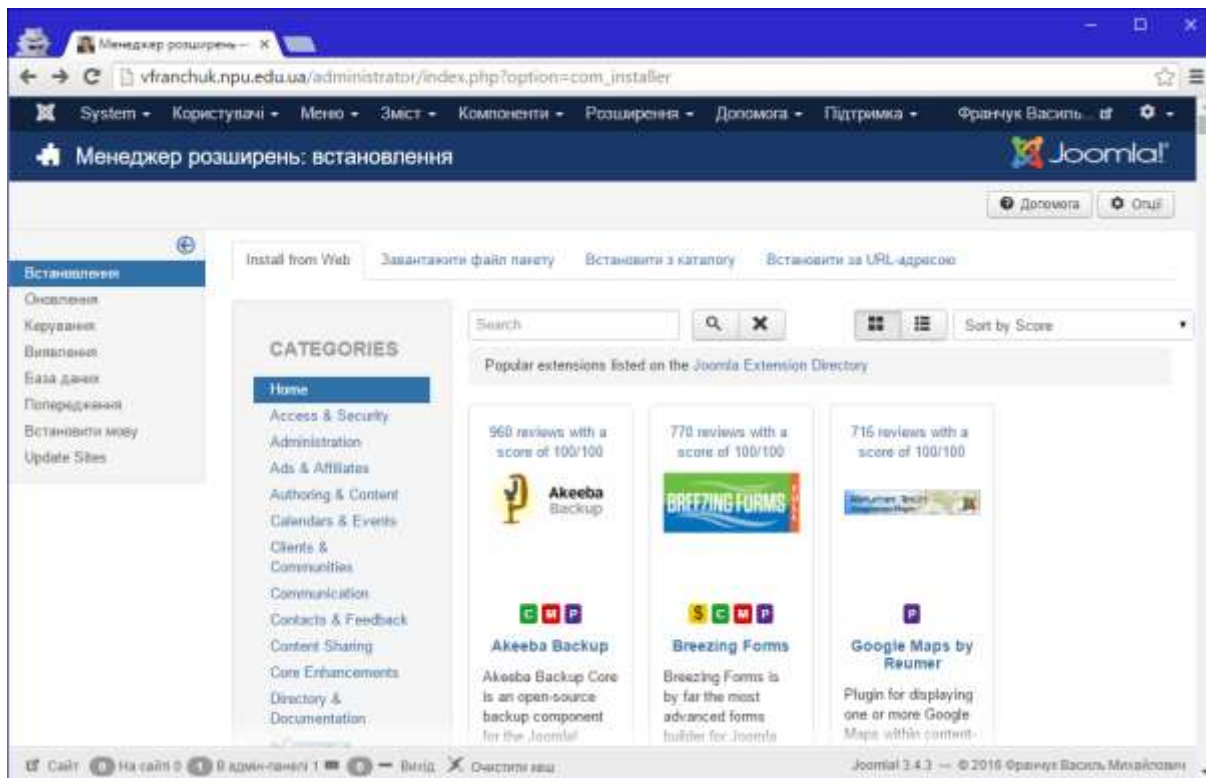 Менеджер розширень —
vfranchuk.npu.edu.ua/administrator/index.php?option=com_installer
System Користувачі Меню Зміст Компоненти Розширення Допомога Підтримка Франчук Василь...
Менеджер розширень: встановлення
Joomla!
Допомога Опції
Встановлення
Оновлення
Керування
Виявлення
База даних
Попередження
Встановити мову
Update Sites
Install from Web Завантажити файл пакету Встановити з каталогу Встановити за URL-адресою
CATEGORIES
Home
Access & Security
Administration
Ads & Affiliates
Authoring & Content
Calendars & Events
Clients &
Communities
Communication
Contacts & Feedback
Content Sharing
Core Enhancements
Directory &
Documentation
eCommerce
Search
Sort by Score
Popular extensions listed on the Joomla Extension Directory
960 reviews with a
score of 100/100
Akeeba
Backup
C M P
Akeeba Backup
Akeeba Backup Core
is an open-source
backup component
for the Joomla!
770 reviews with a
score of 100/100
BREEZING FORMS
$ C M P
Breezing Forms
Breezing Forms is
by far the most
advanced forms
builder for Joomla
716 reviews with a
score of 100/100
P
Google Maps by
Reumer
Plugin for displaying
one or more Google
Maps within content-
Сайт 0 На сайті 0 1 В адмін-панелі 1 0 Вихід Очистити кеш
Joomla! 3.4.3 — © 2016 Франчук Василь Михайлович